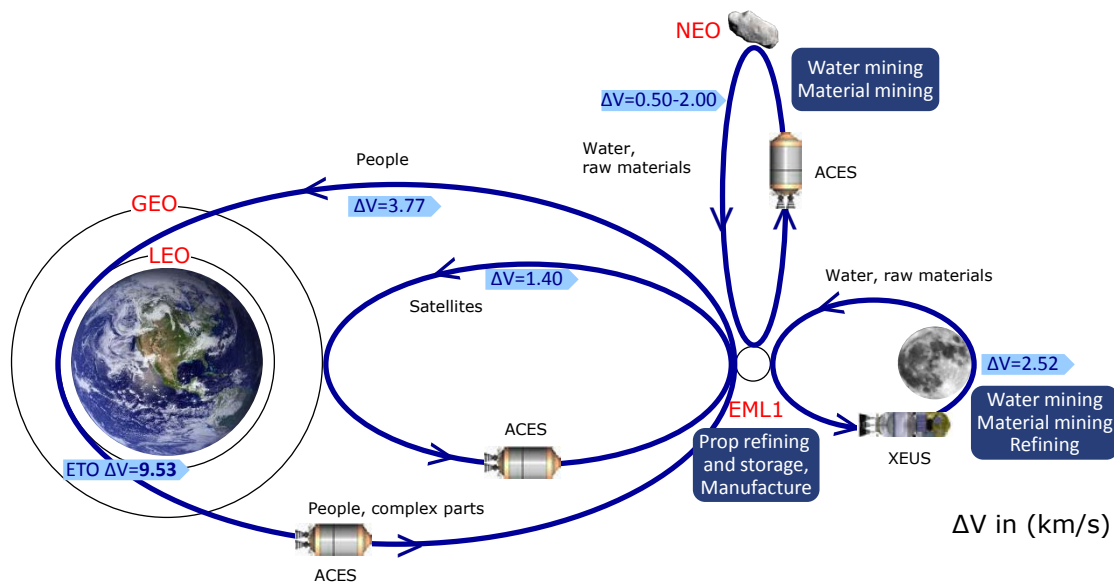 NEO
Water mining
Material mining
ΔV=0.50-2.00
Water,
raw materials
ACES
People
ΔV=3.77
GEO
LEO
ΔV=1.40
Satellites
Water, raw materials
ΔV=2.52
EML1
Water mining
Material mining
Refining
XEUS
Prop refining
and storage,
Manufacture
ACES
ETO ΔV=9.53
People, complex parts
ACES
ΔV in (km/s)